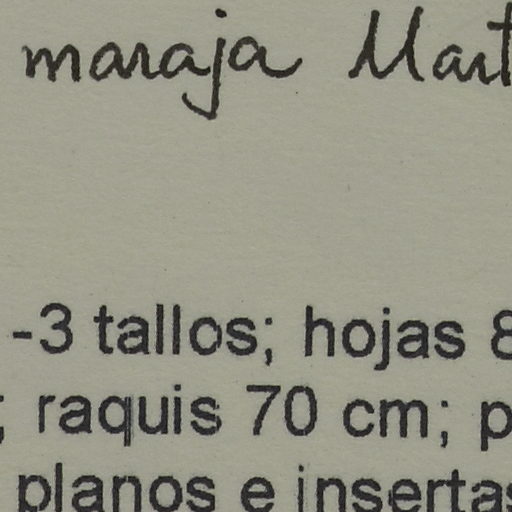 maraja Mart
-3 tallos; hojas 8
; raquis 70 cm; p
planos e insertas